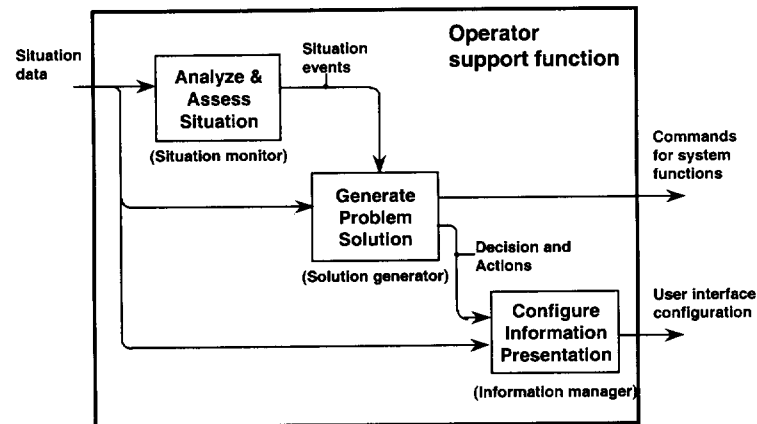 Operator
support function
Situation
data
Situation
events
Analyze &
Assess
Situation
(Situation monitor)
Commands
for system
functions
Generate
Problem
Solution
(Solution generator)
Decision and
Actions
User interface
configuration
Configure
Information
Presentation
(Information manager)